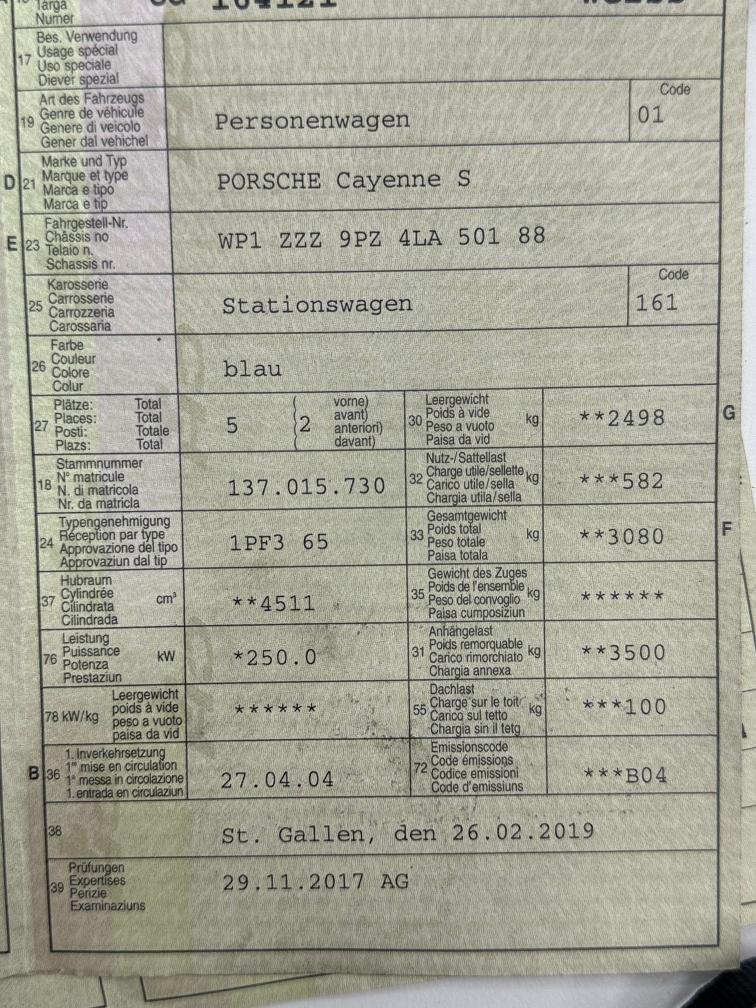 Targa
Numer
17 Bes. Verwendung
Usage spécial
Uso speciale
Diever spezial
19 Art des Fahrzeugs
Genre de véhicule
Genere di veicolo
Gener dal vehichel
Personenwagen
Code
01
D 21 Marke und Typ
Marque et type
Marca e tipo
Marca e tip
PORSCHE Cayenne S
E 23 Fahrgestell-Nr.
Châssis no
Telaio n.
Schassis nr.
WP1 ZZZ 9PZ 4LA 501 88
25 Karosserie
Carrosserie
Carrozzeria
Carossaria
Stationswagen
Code
161
26 Farbe
Couleur
Colore
Colur
blau
27 Plätze: Total
Places: Total
Posti: Totale
Plazs: Total
5 (2 vorne)
avant)
anteriori)
davant)
30 Leergewicht
Poids à vide
Peso a vuoto
Paisa da vid
kg **2498 G
18 Stammnummer
N° matricule
N. di matricola
Nr. da matricla
137.015.730
32 Nutz-/Sattellast
Charge utile/sellette
Carico utile/sella
Chargia utila/sella
kg ***582
24 Typengenehmigung
Réception par type
Approvazione del tipo
Approvaziun dal tip
1PF3 65
33 Gesamtgewicht
Poids total
Peso totale
Paisa totala
kg **3080 F
37 Hubraum
Cylindrée
Cilindrata
Cilindrada
cm³ **4511
35 Gewicht des Zuges
Poids de l'ensemble
Peso del convoglio
Paisa cumposiziun
kg ******
76 Leistung
Puissance
Potenza
Prestaziun
kW *250.0
31 Anhängelast
Poids remorquable
Carico rimorchiato
Chargia annexa
kg **3500
78 kW/kg Leergewicht
poids à vide
peso a vuoto
paisa da vid
******
55 Dachlast
Charge sur le toit
Carico sul tetto
Chargia sin il tetg
kg ***100
B 36 1. Inverkehrsetzung
1re mise en circulation
1a messa in circolazione
1. entrada en circulaziun
27.04.04
72 Emissionscode
Code émissions
Codice emissioni
Code d'emissiuns
***B04
38 St. Gallen, den 26.02.2019
39 Prüfungen
Expertises
Perizie
Examinaziuns
29.11.2017 AG